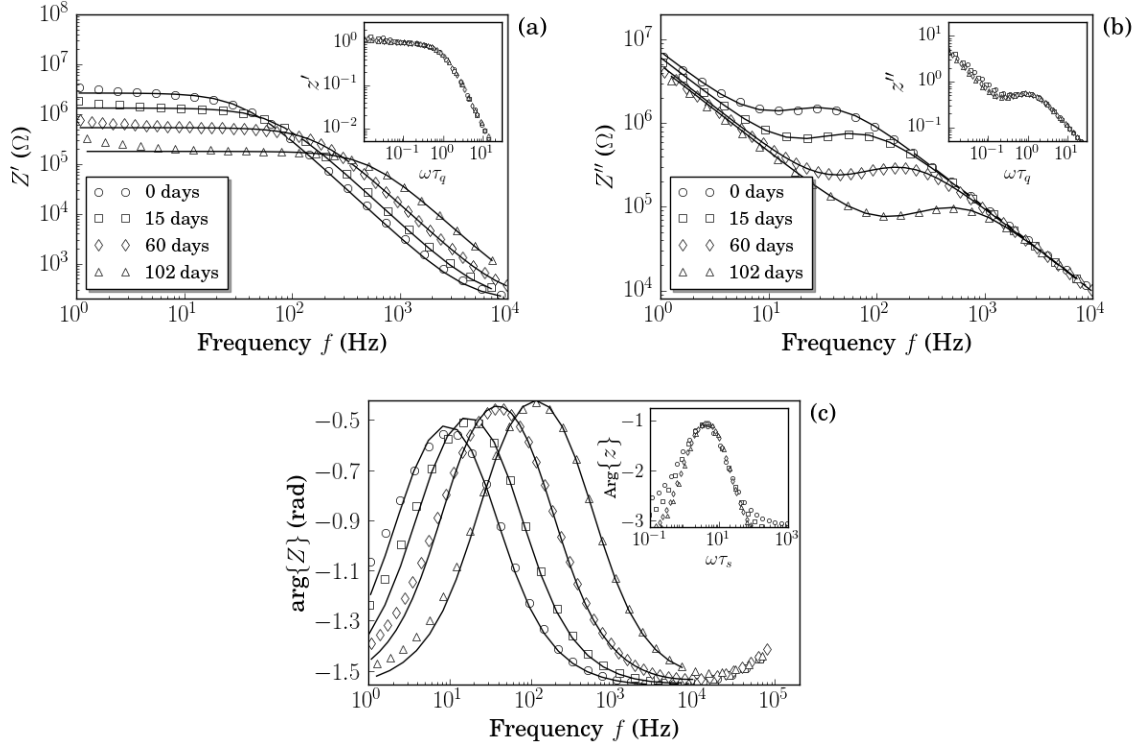 (a)
Z′ (Ω)
10^8
10^7
10^6
10^5
10^4
10^3
10^0 10^1 10^2 10^3 10^4
Frequency f (Hz)
0 days
15 days
60 days
102 days
z′
10^0
10^−1
10^−2
10^−1 10^0 10^1
ωτ_q
(b)
Z″ (Ω)
10^7
10^6
10^5
10^4
10^0 10^1 10^2 10^3 10^4
Frequency f (Hz)
0 days
15 days
60 days
102 days
z″
10^1
10^0
10^−1
10^−1 10^0 10^1
ωτ_q
(c)
arg{Z} (rad)
−0.5
−0.7
−0.9
−1.1
−1.3
−1.5
10^0 10^1 10^2 10^3 10^4 10^5
Frequency f (Hz)
Arg{z}
−1
−2
−3
10^−1 10^1 10^3
ωτ_s